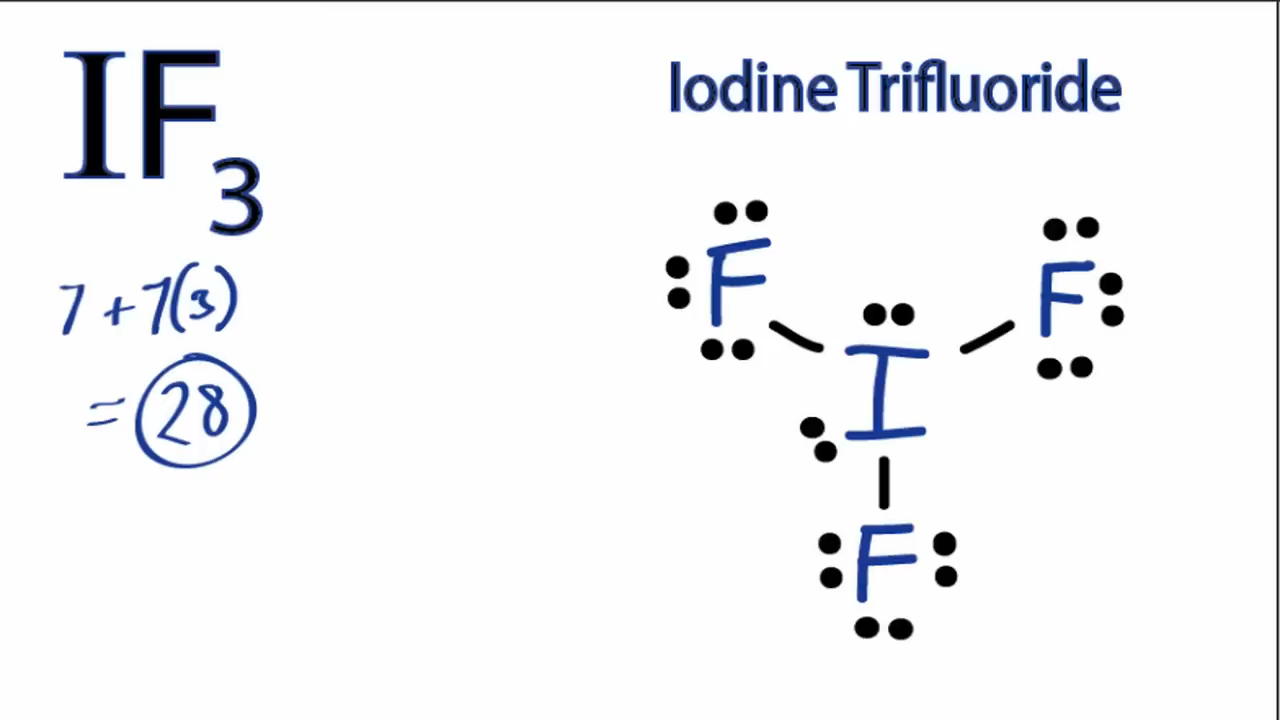 IF₃
Iodine Trifluoride
7 + 7(3)
= 28
F
F
I
F